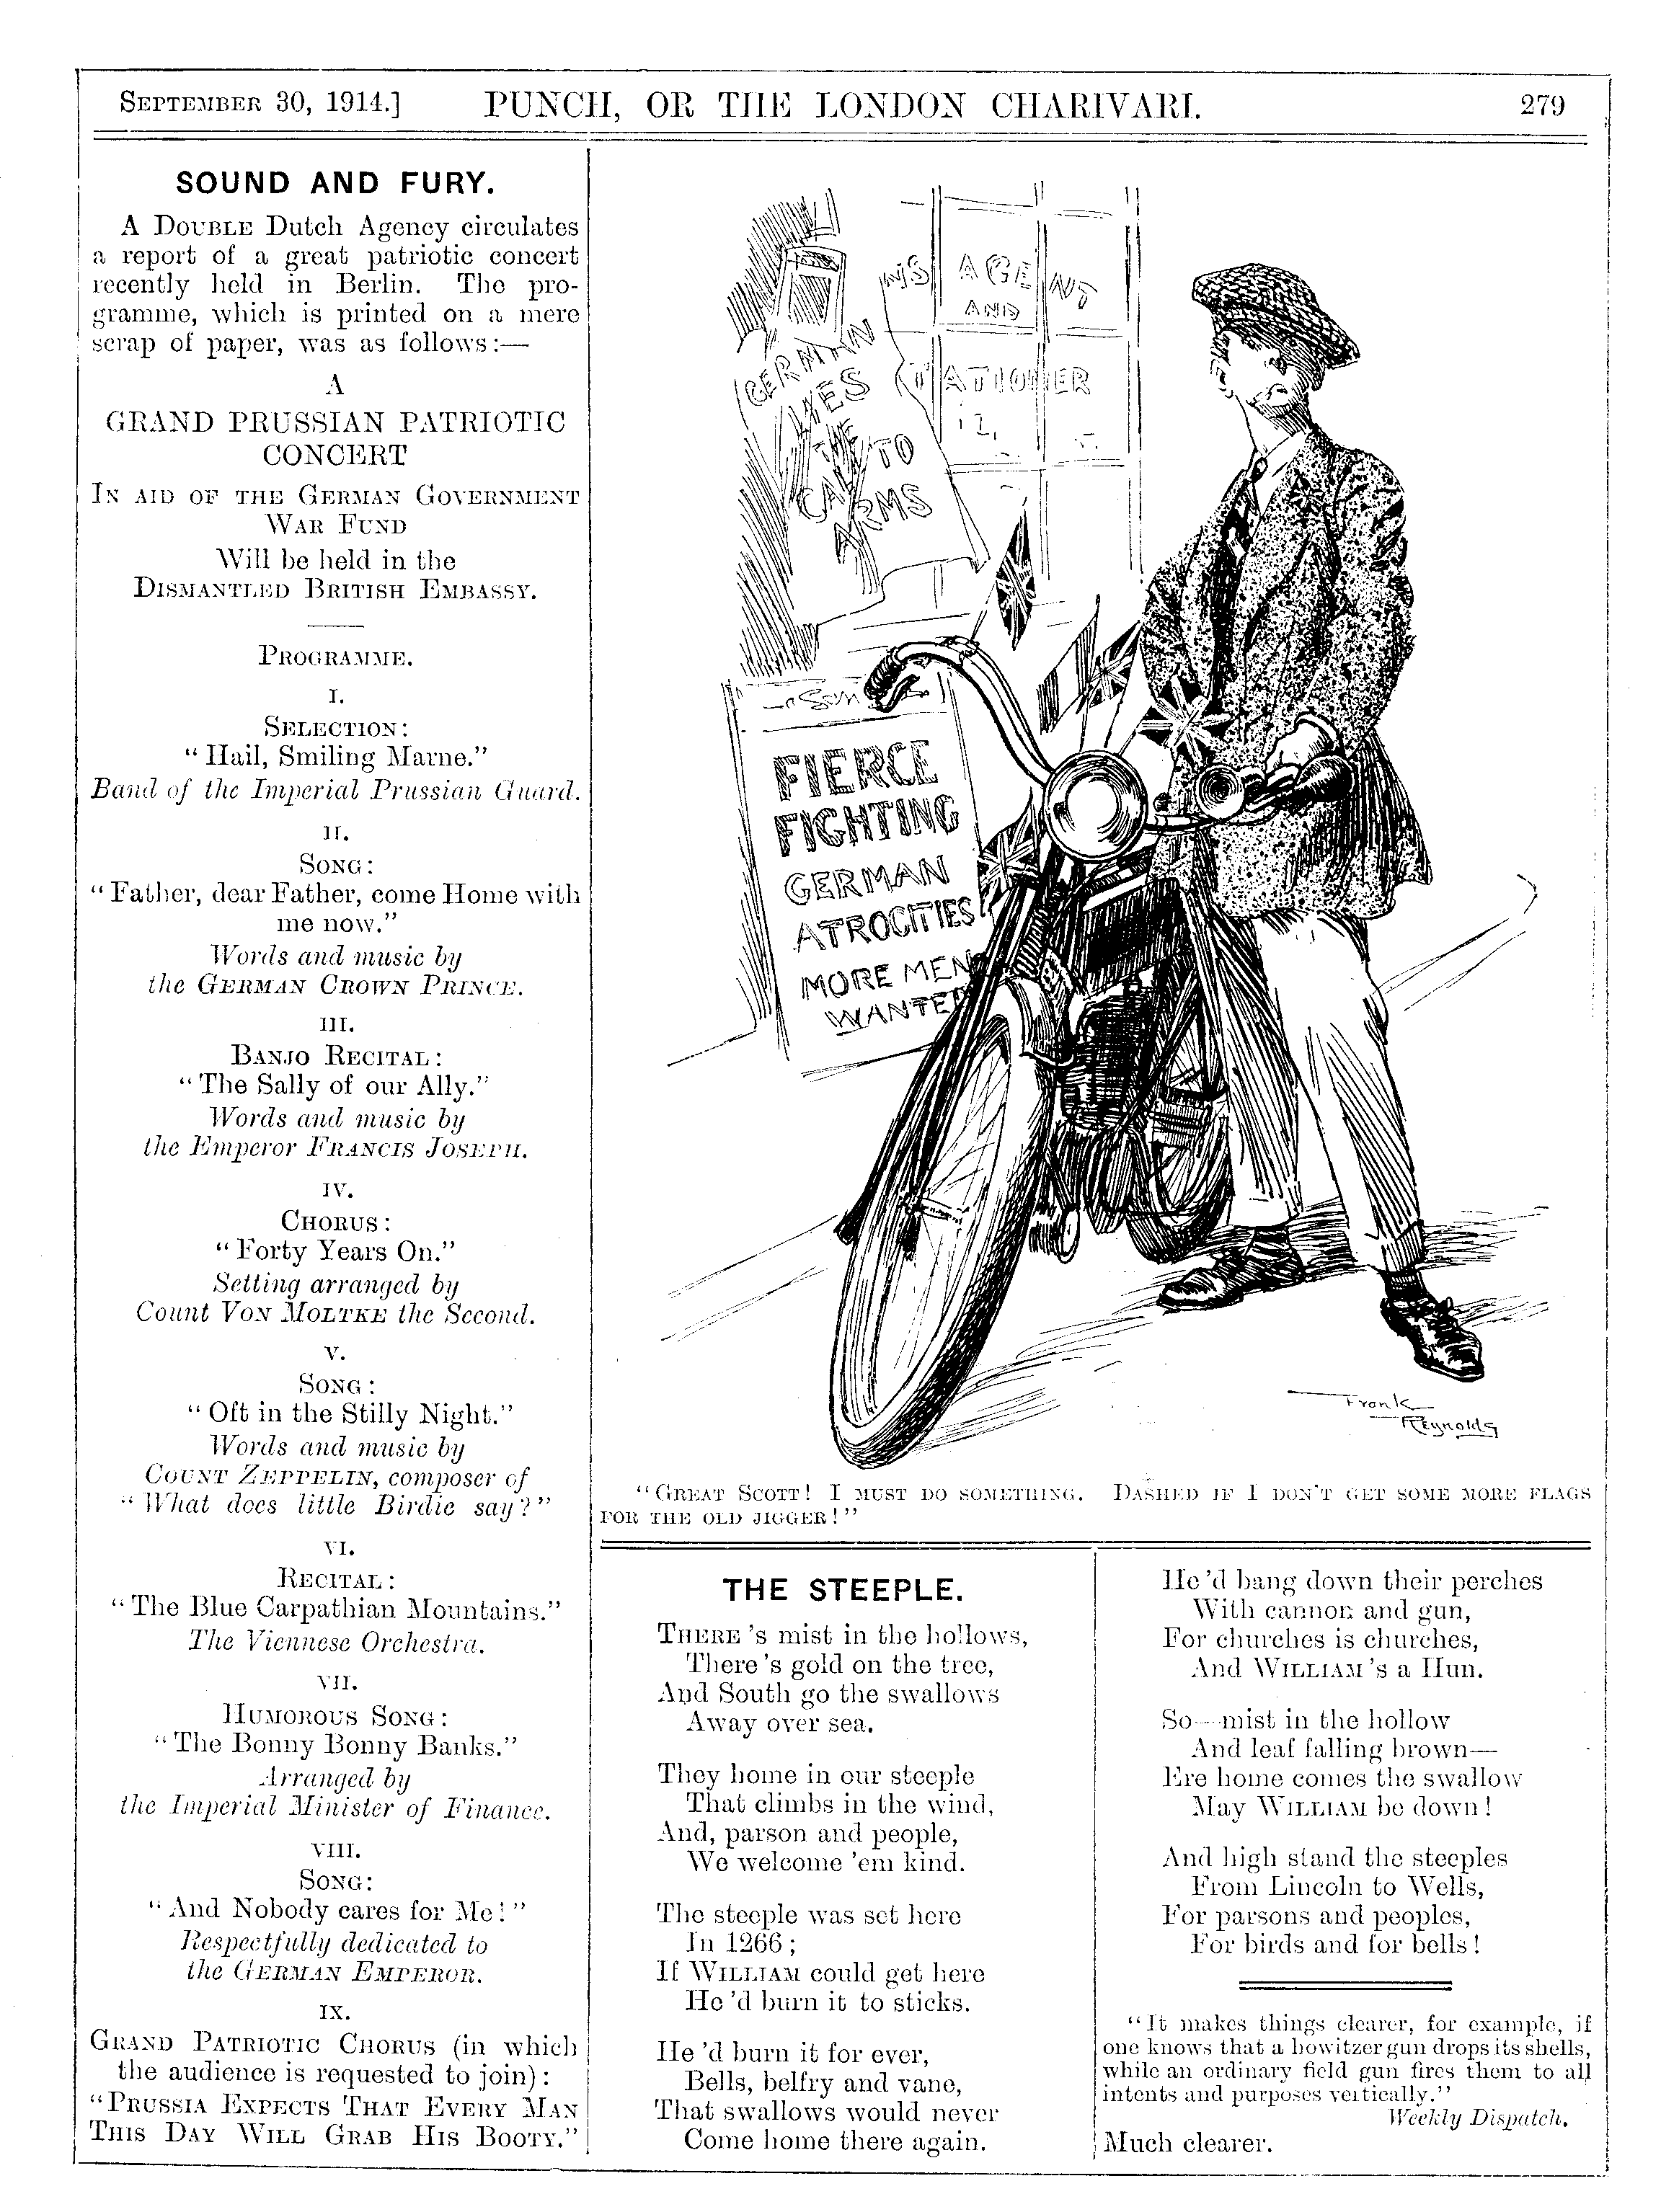 SEPTEMBER 30, 1914.] PUNCH, OR THE LONDON CHARIVARI. 279
SOUND AND FURY.
A DOUBLE Dutch Agency circulates
a report of a great patriotic concert
recently held in Berlin. The pro-
gramme, which is printed on a mere
scrap of paper, was as follows:—
A
GRAND PRUSSIAN PATRIOTIC
CONCERT
IN AID OF THE GERMAN GOVERNMENT
WAR FUND
Will be held in the
DISMANTLED BRITISH EMBASSY.
PROGRAMME.
I.
SELECTION:
"Hail, Smiling Marne."
Band of the Imperial Prussian Guard.
II.
SONG:
"Father, dear Father, come Home with
me now."
Words and music by
the GERMAN CROWN PRINCE.
III.
BANJO RECITAL:
"The Sally of our Ally."
Words and music by
the Emperor FRANCIS JOSEPH.
IV.
CHORUS:
"Forty Years On."
Setting arranged by
Count VON MOLTKE the Second.
V.
SONG:
"Oft in the Stilly Night."
Words and music by
COUNT ZEPPELIN, composer of
"What does little Birdie say?"
VI.
RECITAL:
"The Blue Carpathian Mountains."
The Viennese Orchestra.
VII.
HUMOROUS SONG:
"The Bonny Bonny Banks."
Arranged by
the Imperial Minister of Finance.
VIII.
SONG:
"And Nobody cares for Me!"
Respectfully dedicated to
the GERMAN EMPEROR.
IX.
GRAND PATRIOTIC CHORUS (in which
the audience is requested to join):
"PRUSSIA EXPECTS THAT EVERY MAN
THIS DAY WILL GRAB HIS BOOTY."
NS AGENT
AND
TATIONER
GERMAN
THE
TO
ARMS
FIERCE
FIGHTING
GERMAN
ATROCITIES
MORE MEN
WANTED
Frank
Reynolds
"GREAT SCOTT! I MUST DO SOMETHING. DASHED IF I DON'T GET SOME MORE FLAGS
FOR THE OLD JIGGER!"
THE STEEPLE.
THERE 's mist in the hollows,
There's gold on the tree,
And South go the swallows
Away over sea.
They home in our steeple
That climbs in the wind,
And, parson and people,
We welcome 'em kind.
The steeple was set here
In 1266;
If WILLIAM could get here
He 'd burn it to sticks.
He 'd burn it for ever,
Bells, belfry and vane,
That swallows would never
Come home there again.
He 'd bang down their perches
With cannon and gun,
For churches is churches,
And WILLIAM 's a Hun.
So—mist in the hollow
And leaf falling brown—
Ere home comes the swallow
May WILLIAM be down!
And high stand the steeples
From Lincoln to Wells,
For parsons and peoples,
For birds and for bells!
"It makes things clearer, for example, if
one knows that a howitzer gun drops its shells,
while an ordinary field gun fires them to all
intents and purposes vertically."
Weekly Dispatch.
Much clearer.